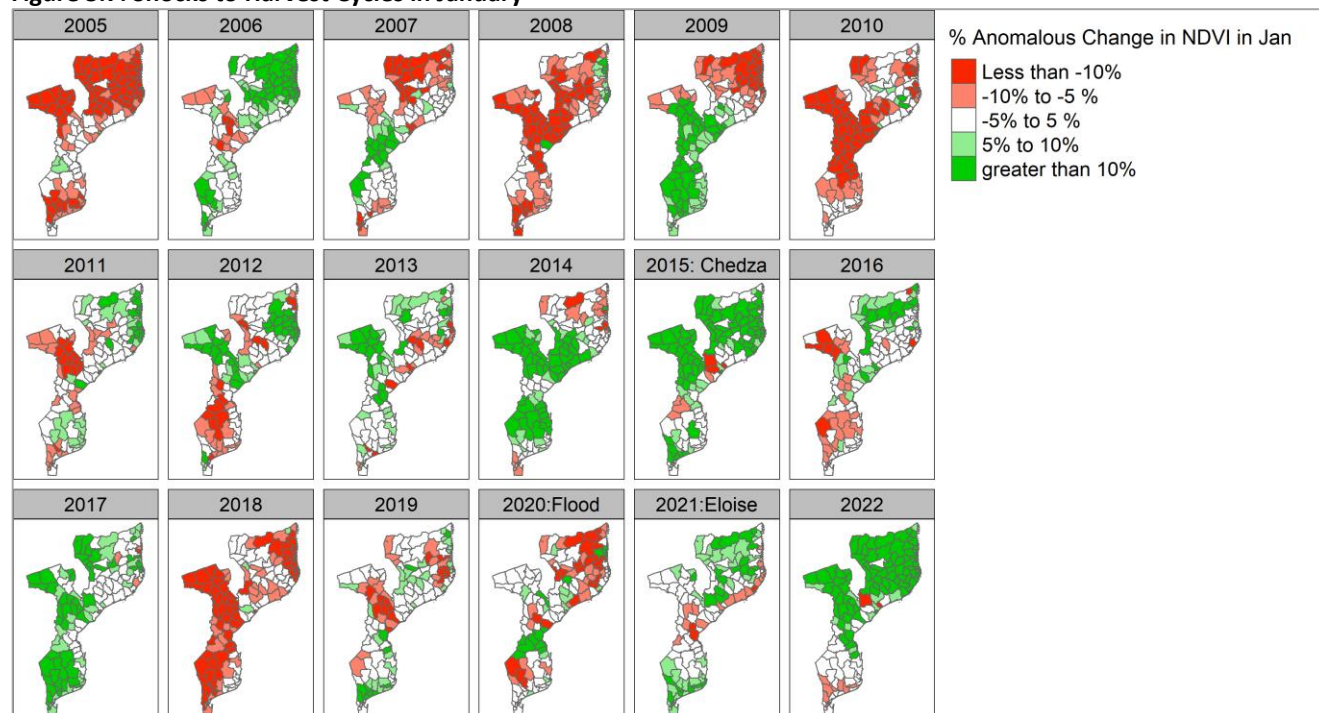 2005 2006 2007 2008 2009 2010
% Anomalous Change in NDVI in Jan
Less than -10%
-10% to -5 %
-5% to 5 %
5% to 10%
greater than 10%
2011 2012 2013 2014 2015: Chedza 2016
2017 2018 2019 2020:Flood 2021:Eloise 2022